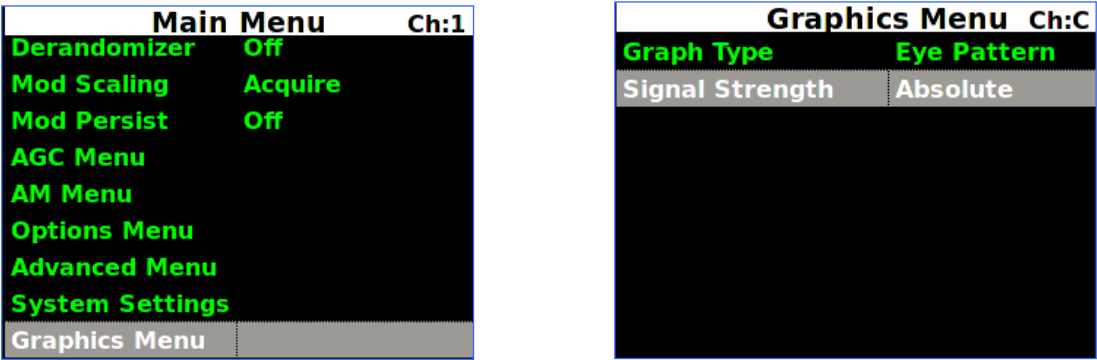 Main Menu Ch:1
Derandomizer Off
Mod Scaling Acquire
Mod Persist Off
AGC Menu
AM Menu
Options Menu
Advanced Menu
System Settings
Graphics Menu
Graphics Menu Ch:C
Graph Type Eye Pattern
Signal Strength Absolute